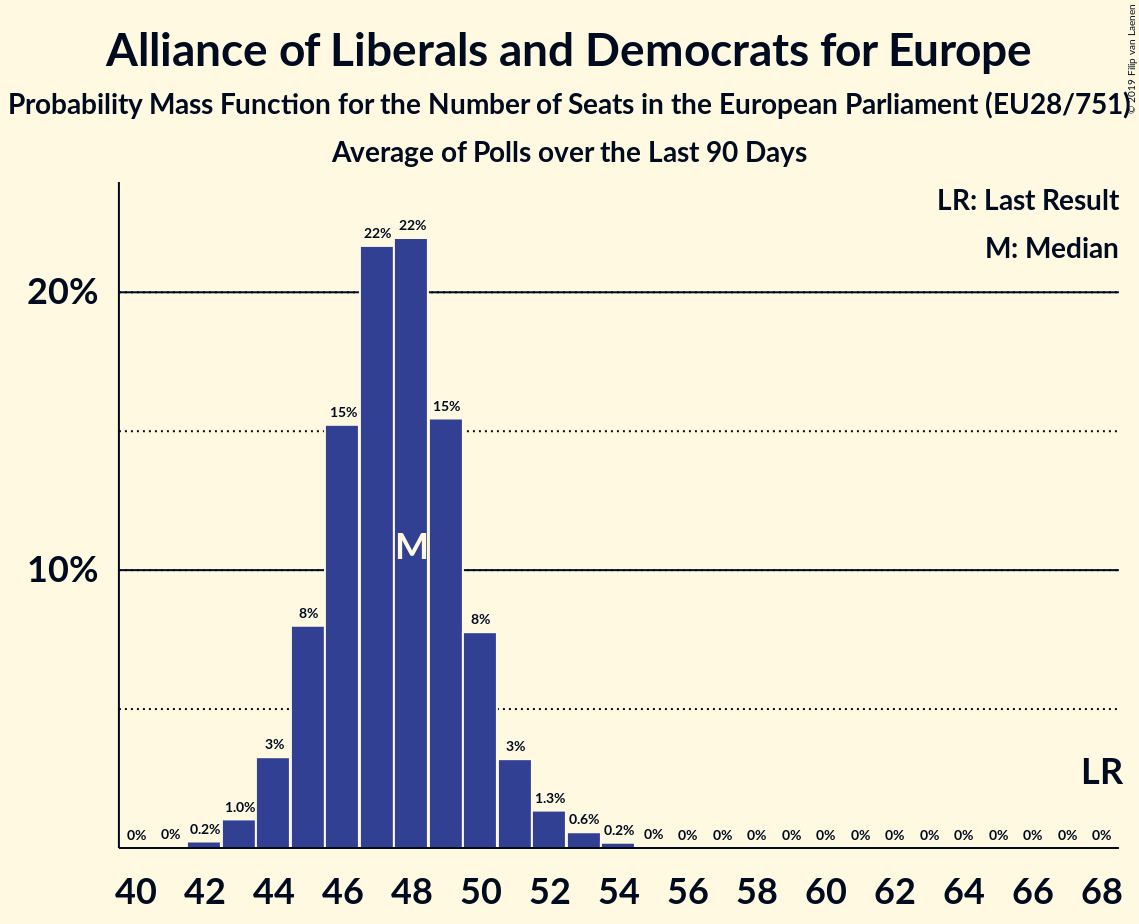 Alliance of Liberals and Democrats for Europe
Probability Mass Function for the Number of Seats in the European Parliament (EU28/751)
Average of Polls over the Last 90 Days
© 2019 Filip van Laenen
LR: Last Result
M: Median
20%
10%
0% 0% 0.2% 1.0% 3% 8% 15% 22% 22% 15% 8% 3% 1.3% 0.6% 0.2% 0% 0% 0% 0% 0% 0% 0% 0% 0% 0% 0% 0% 0% 0%
M
LR
40 42 44 46 48 50 52 54 56 58 60 62 64 66 68